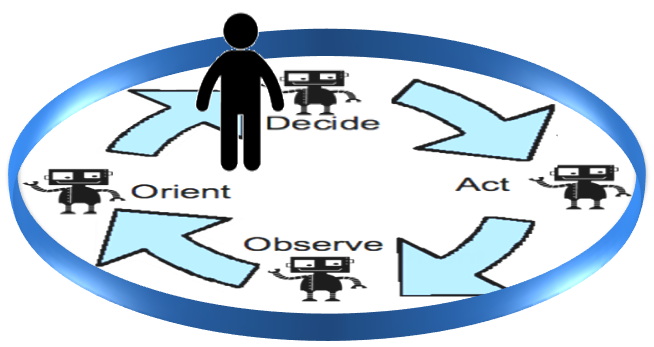 Decide
Orient
Act
Observe